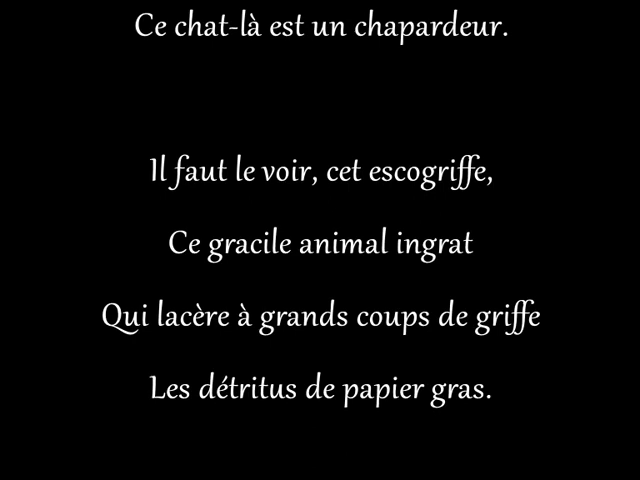 Ce chat-là est un chapardeur.
Il faut le voir, cet escogriffe,
Ce gracile animal ingrat
Qui lacère à grands coups de griffe
Les détritus de papier gras.